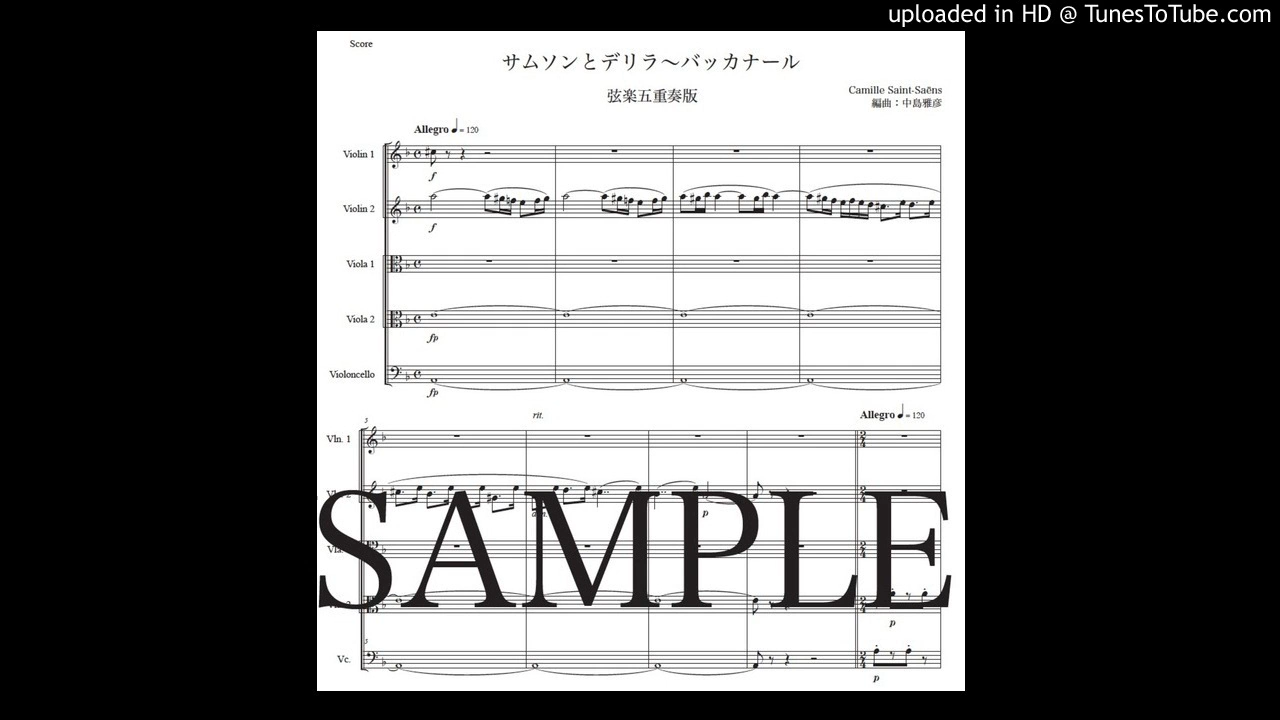 uploaded in HD @ TunesToTube.com
Score
サムソンとデリラ～バッカナール
弦楽五重奏版
Camille Saint-Saëns
編曲：中島雅彦
Allegro ♩ = 120
Violin 1
f
Violin 2
f
Viola 1
Viola 2
fp
Violoncello
fp
5
rit.
Allegro ♩ = 120
Vln. 1
p
SAMPLE
p
5
Vc.
p